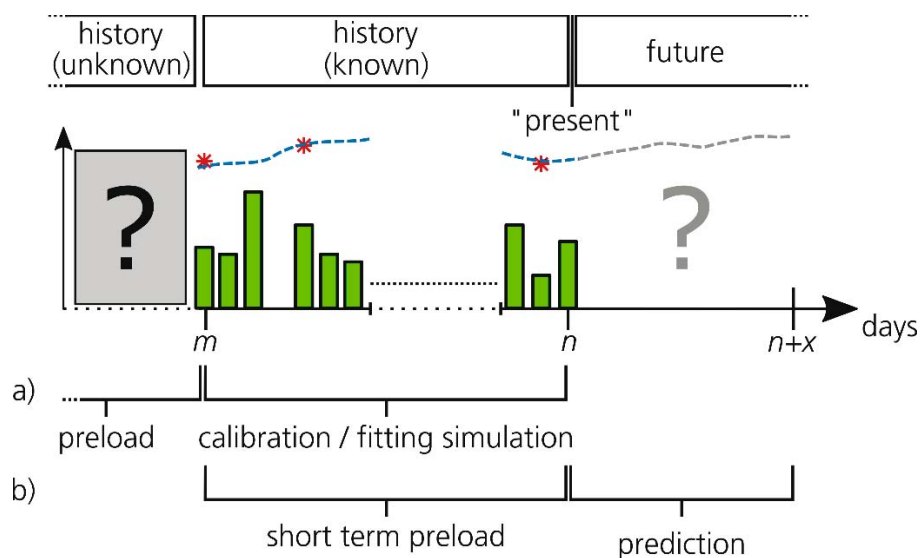 history
(unknown)
history
(known)
future
"present"
?
?
m
n
n+x
days
a)
preload
calibration / fitting simulation
b)
short term preload
prediction